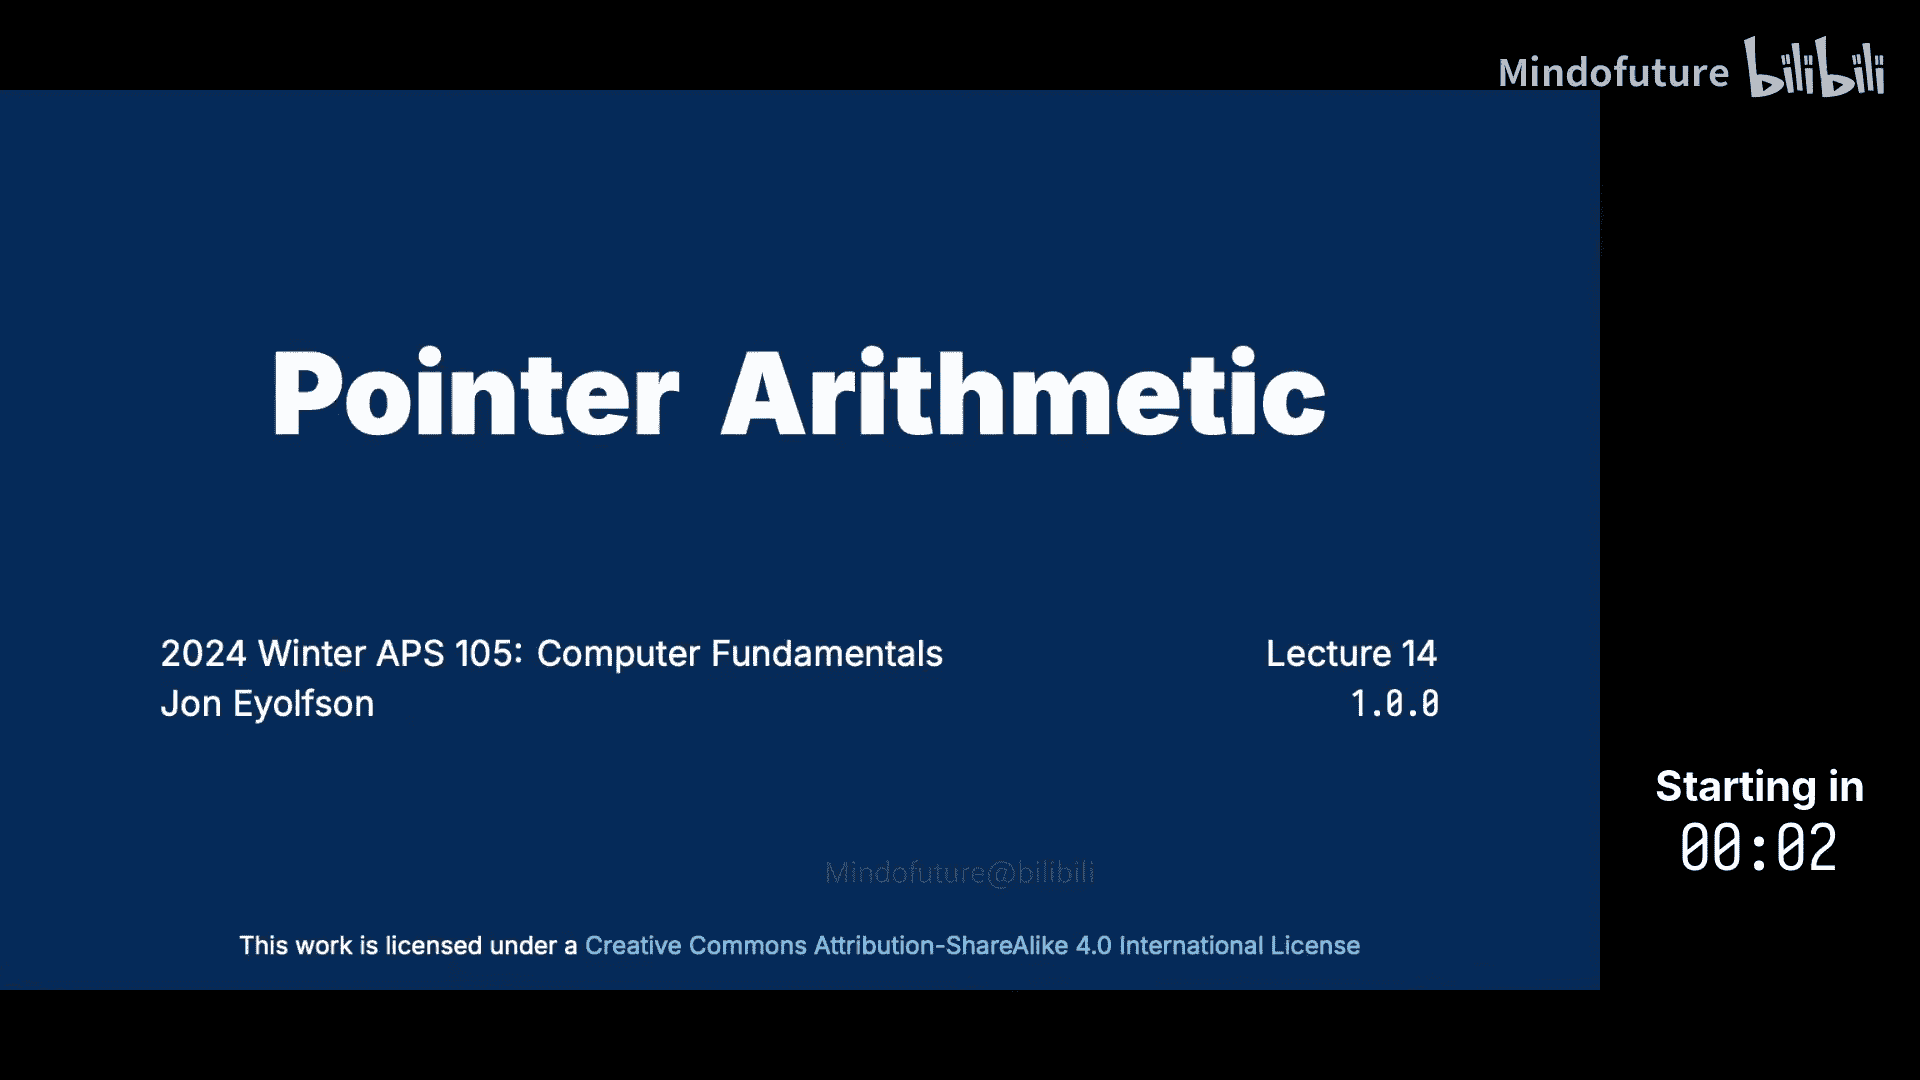 Mindofuture bilibili
Pointer Arithmetic
2024 Winter APS 105: Computer Fundamentals
Jon Eyolfson
Lecture 14
1.0.0
Starting in
00:02
Mindofuture@bilibili
This work is licensed under a Creative Commons Attribution-ShareAlike 4.0 International License